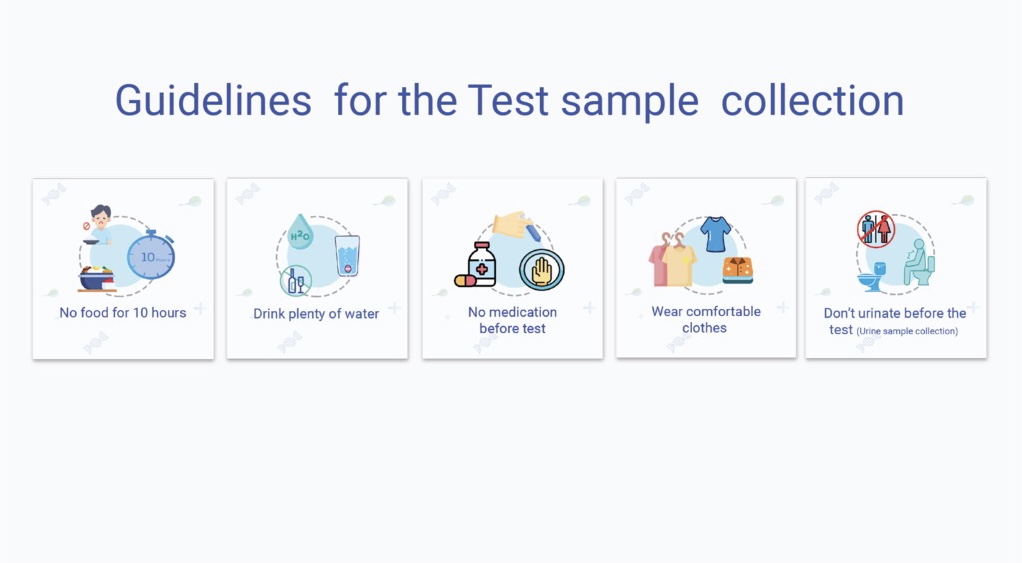 Guidelines for the Test sample collection
H2O
10
No food for 10 hours
Drink plenty of water
No medication
before test
Wear comfortable
clothes
Don't urinate before the
test (Urine sample collection)